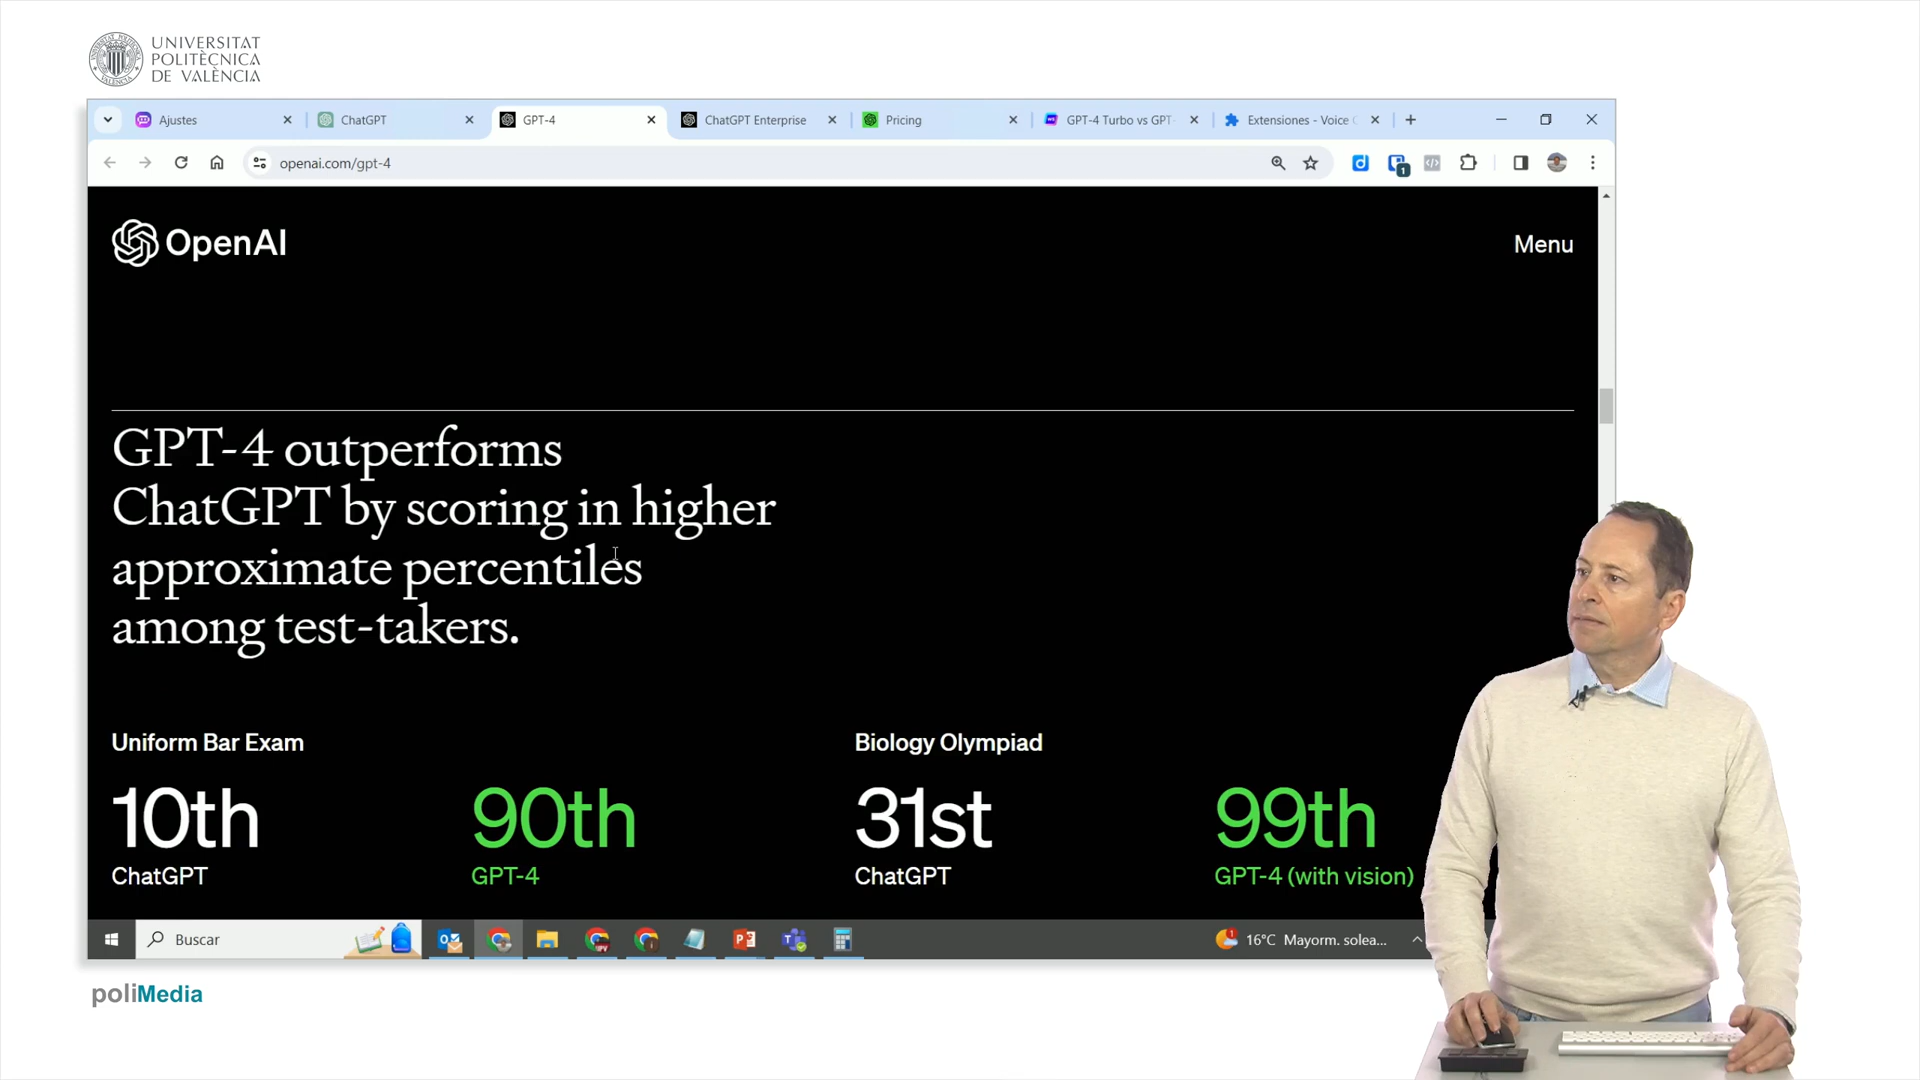 UNIVERSITAT
POLITÈCNICA
DE VALÈNCIA
Ajustes
ChatGPT
GPT-4
ChatGPT Enterprise
Pricing
GPT-4 Turbo vs GPT-
Extensiones - Voice
openai.com/gpt-4
1
OpenAI
Menu
GPT-4 outperforms
ChatGPT by scoring in higher
approximate percentiles
among test-takers.
Uniform Bar Exam
Biology Olympiad
10th
90th
31st
99th
ChatGPT
GPT-4
ChatGPT
GPT-4 (with vision)
Buscar
16°C Mayorm. solea...
poliMedia